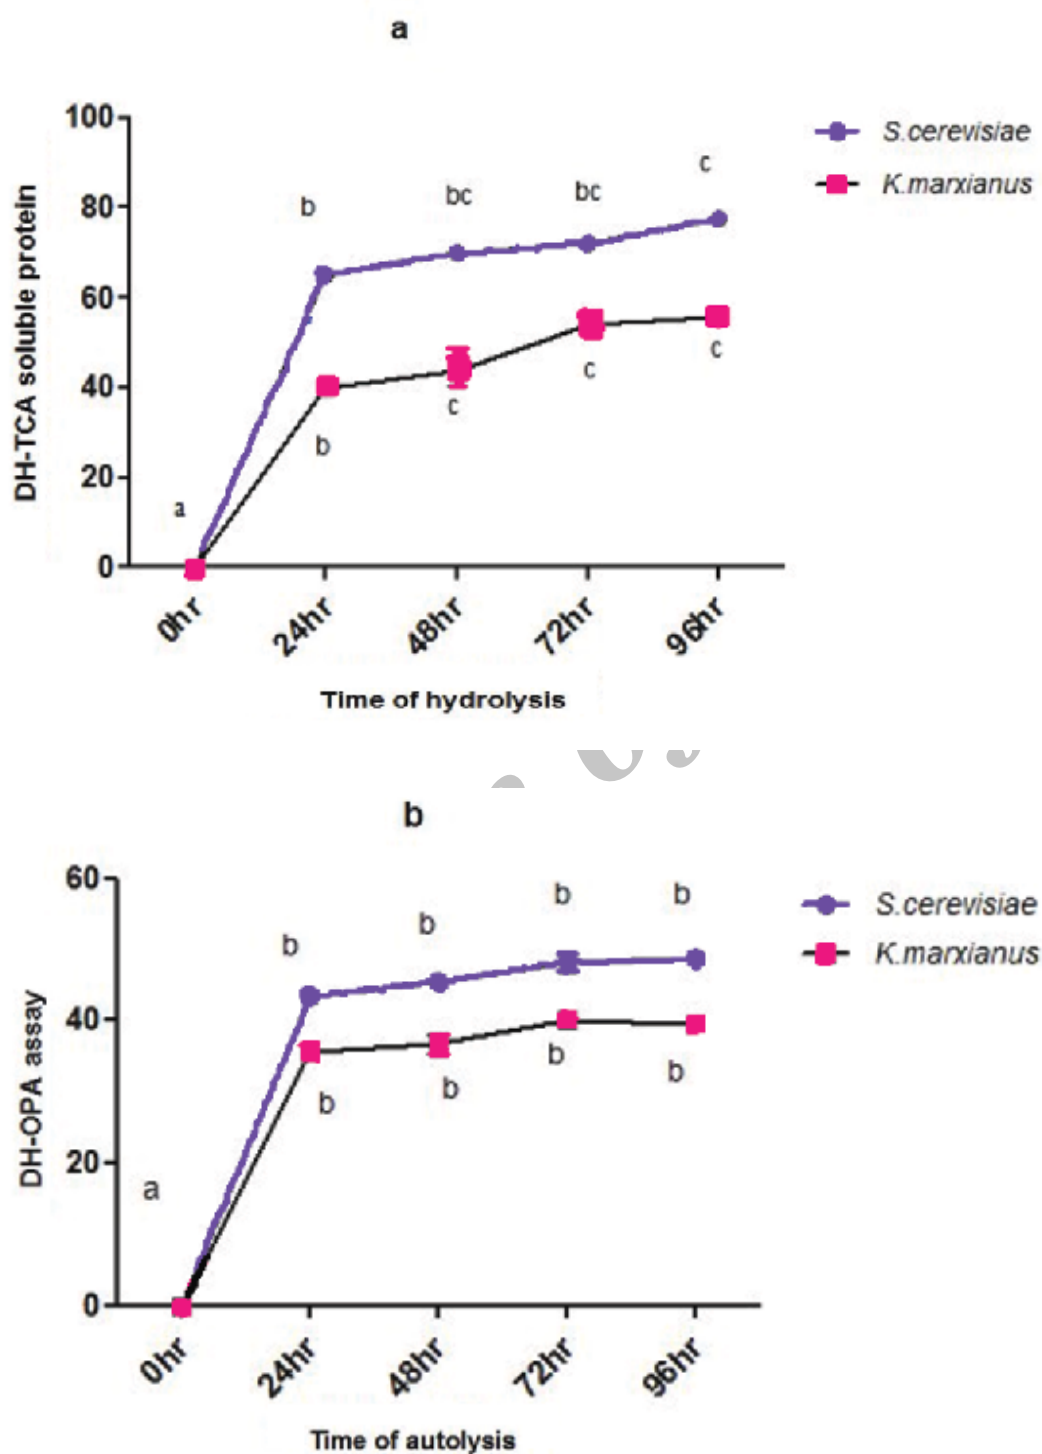 a
100
80
60
40
20
0
DH-TCA soluble protein
S.cerevisiae
K.marxianus
a
b
bc
bc
c
b
c
c
c
0hr
24hr
48hr
72hr
96hr
Time of hydrolysis
b
60
40
20
0
DH-OPA assay
S.cerevisiae
K.marxianus
a
b
b
b
b
b
b
b
b
0hr
24hr
48hr
72hr
96hr
Time of autolysis